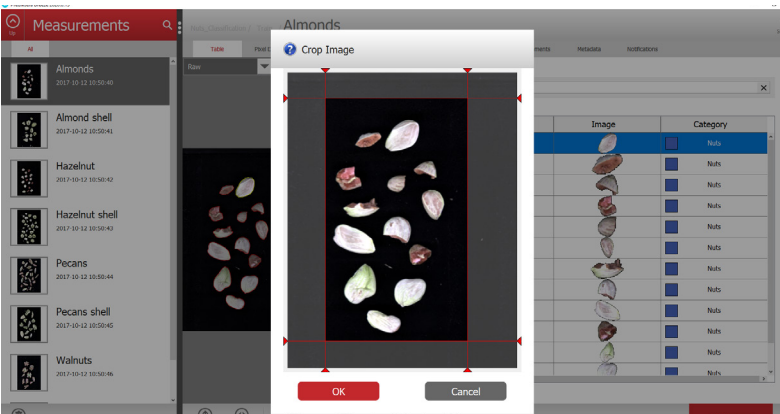 Measurements
Almonds
All
Table
Metadata
Notifications
Raw
Crop Image
Almonds
2017-10-12 10:50:40
Almond shell
2017-10-12 10:50:41
Hazelnut
2017-10-12 10:50:42
Hazelnut shell
2017-10-12 10:50:43
Pecans
2017-10-12 10:50:44
Pecans shell
2017-10-12 10:50:45
Walnuts
2017-10-12 10:50:46
Image Category
Nuts
Nuts
Nuts
Nuts
Nuts
Nuts
Nuts
Nuts
Nuts
Nuts
Nuts
Nuts
OK Cancel